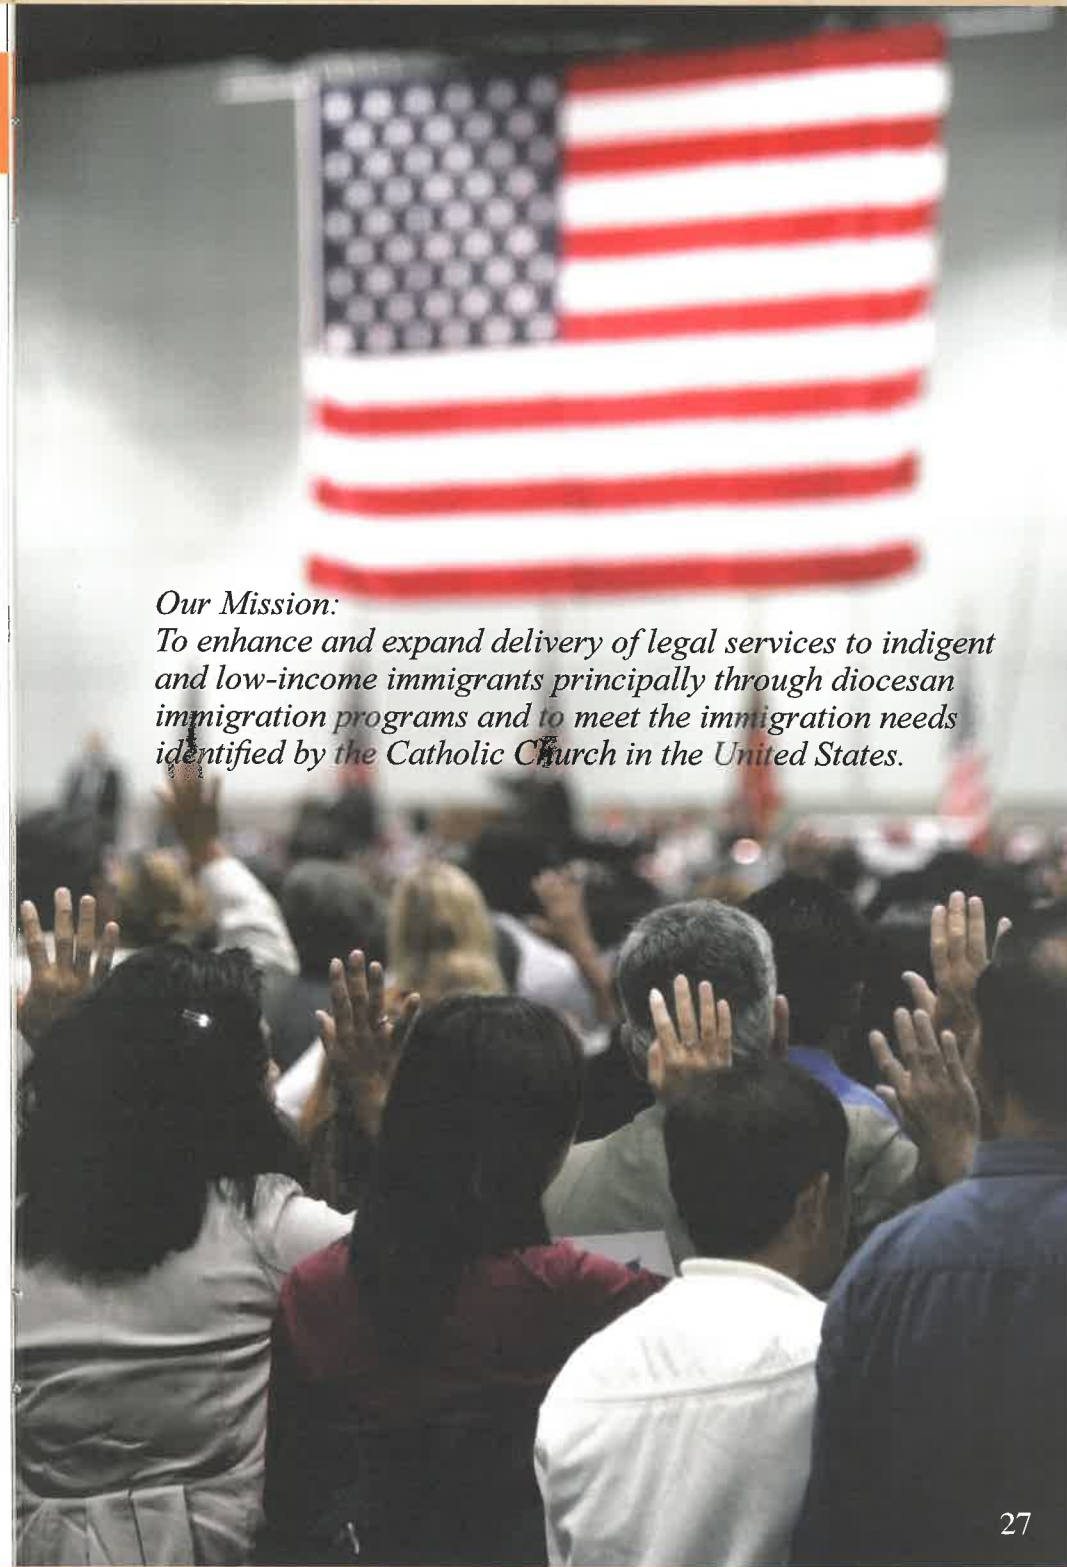 Our Mission:
To enhance and expand delivery of legal services to indigent
and low-income immigrants principally through diocesan
immigration programs and to meet the immigration needs
identified by the Catholic Church in the United States.
27